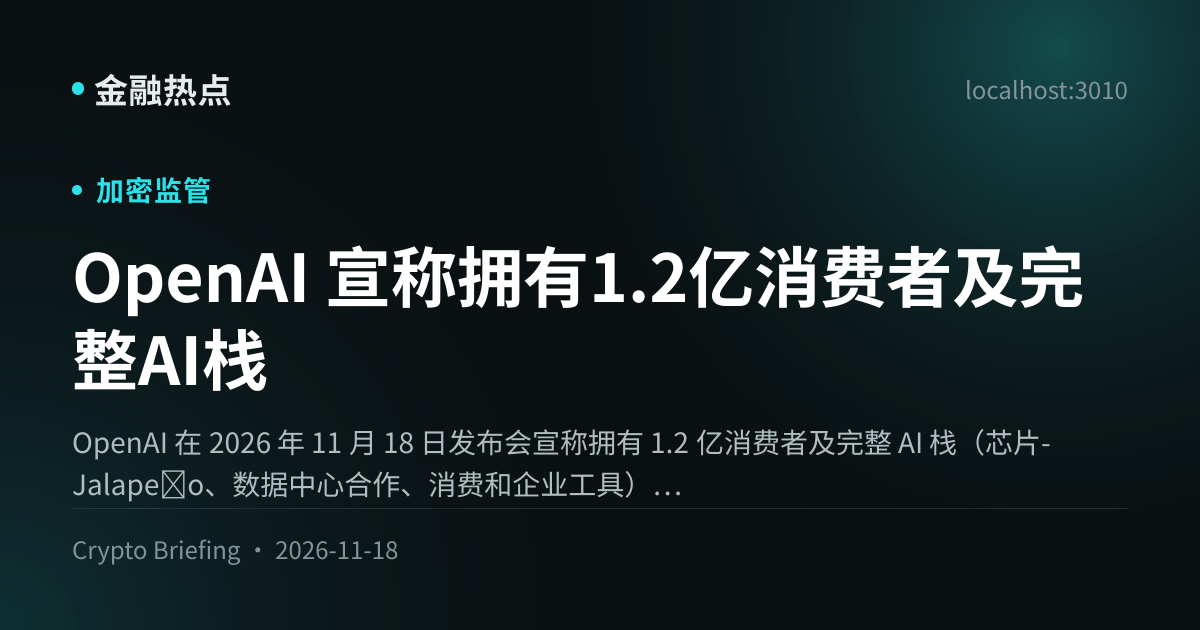 金融热点
localhost:3010
加密监管
OpenAI 宣称拥有1.2亿消费者及完
整AI栈
OpenAI 在 2026 年 11 月 18 日发布会宣称拥有 1.2 亿消费者及完整 AI 栈（芯片-
Jalape☒o、数据中心合作、消费和企业工具）…
Crypto Briefing · 2026-11-18